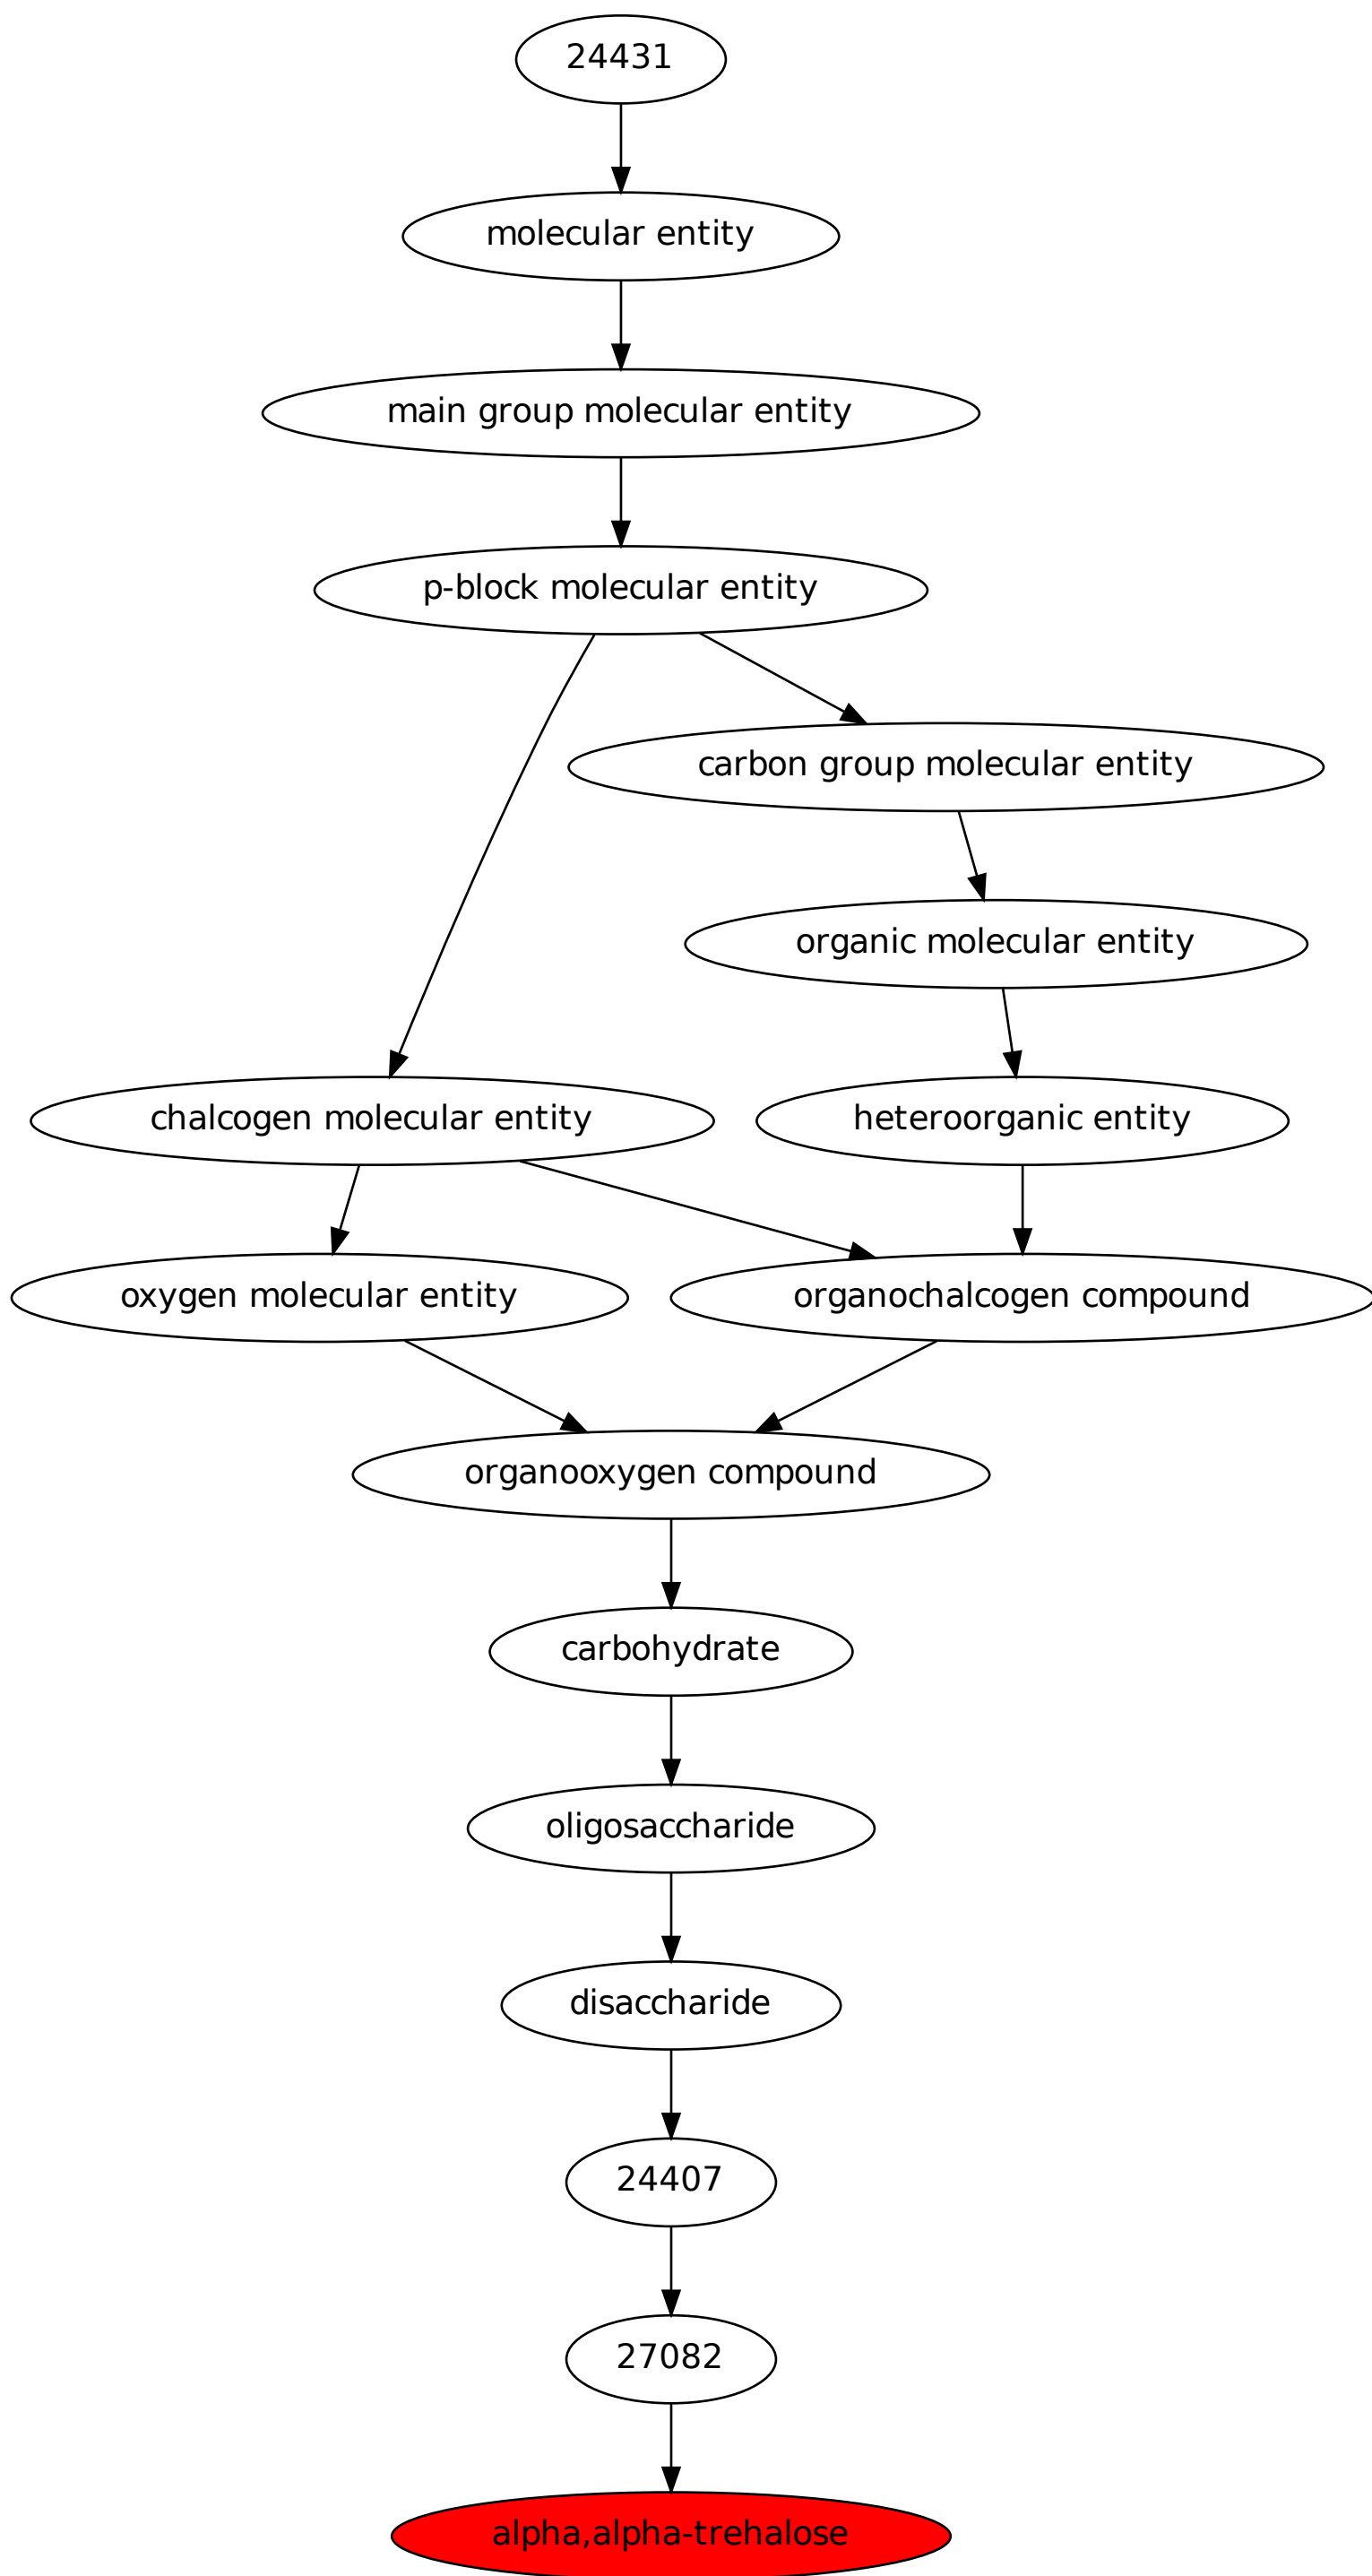 24431
molecular entity
main group molecular entity
p-block molecular entity
carbon group molecular entity
organic molecular entity
chalcogen molecular entity
heteroorganic entity
oxygen molecular entity
organochalcogen compound
organooxygen compound
carbohydrate
oligosaccharide
disaccharide
24407
27082
alpha,alpha-trehalose